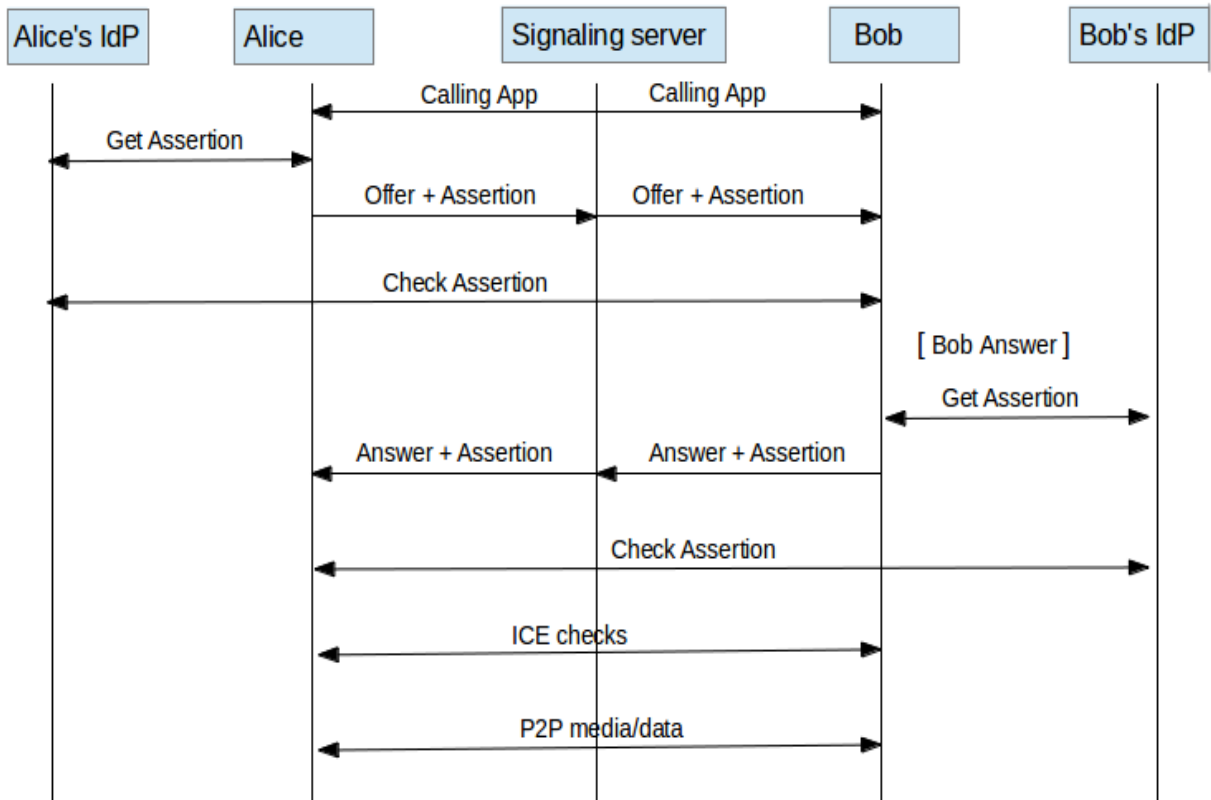 Alice's IdP
Alice
Signaling server
Bob
Bob's IdP
Calling App
Calling App
Get Assertion
Offer + Assertion
Offer + Assertion
Check Assertion
[ Bob Answer ]
Get Assertion
Answer + Assertion
Answer + Assertion
Check Assertion
ICE checks
P2P media/data